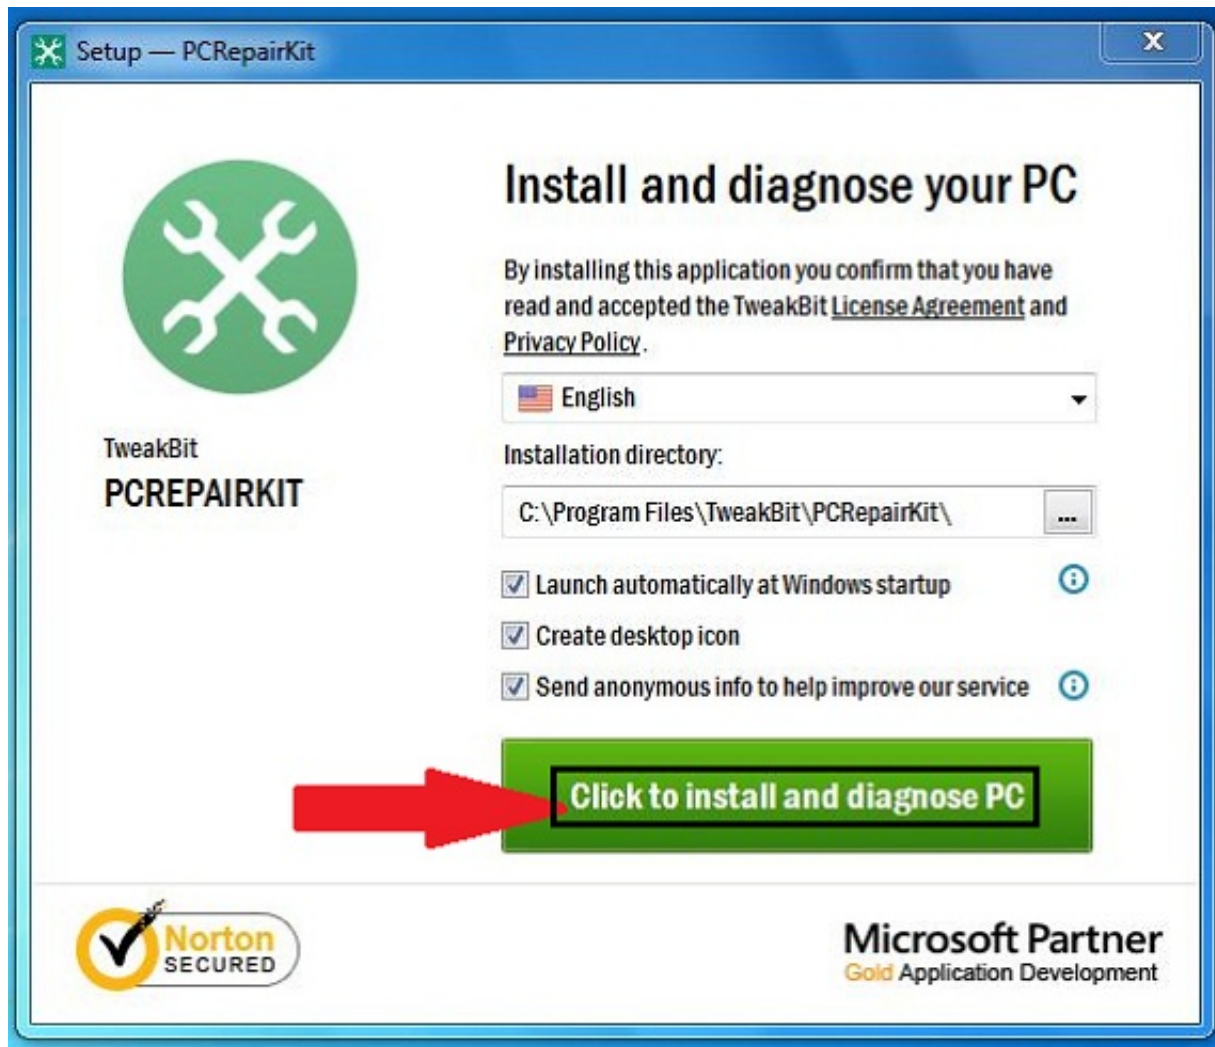 Setup — PCRepairKit
X
Install and diagnose your PC
By installing this application you confirm that you have
read and accepted the TweakBit License Agreement and
Privacy Policy.
English
TweakBit
PCREPAIRKIT
Installation directory:
C:\Program Files\TweakBit\PCRepairKit\
...
Launch automatically at Windows startup
Create desktop icon
Send anonymous info to help improve our service
Click to install and diagnose PC
Norton
SECURED
Microsoft Partner
Gold Application Development